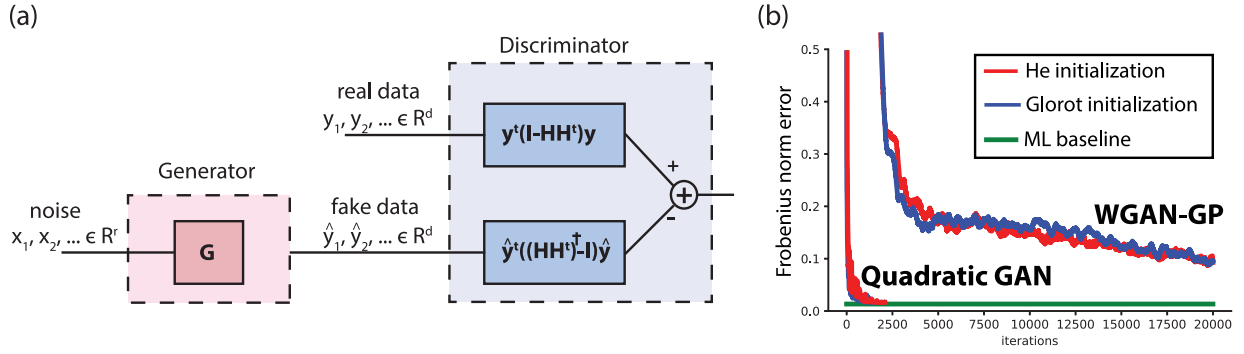 (a)
Discriminator
real data
y₁, y₂, ... ϵ Rᵈ
yᵗ(I-HHᵗ)y
+
Generator
noise
x₁, x₂, ... ϵ Rʳ
G
fake data
ŷ₁, ŷ₂, ... ϵ Rᵈ
ŷᵗ((HHᵗ)†-I)ŷ
-
+
(b)
Frobenius norm error
0.5
0.4
0.3
0.2
0.1
0.0
He initialization
Glorot initialization
ML baseline
WGAN-GP
Quadratic GAN
0 2500 5000 7500 10000 12500 15000 17500 20000
iterations